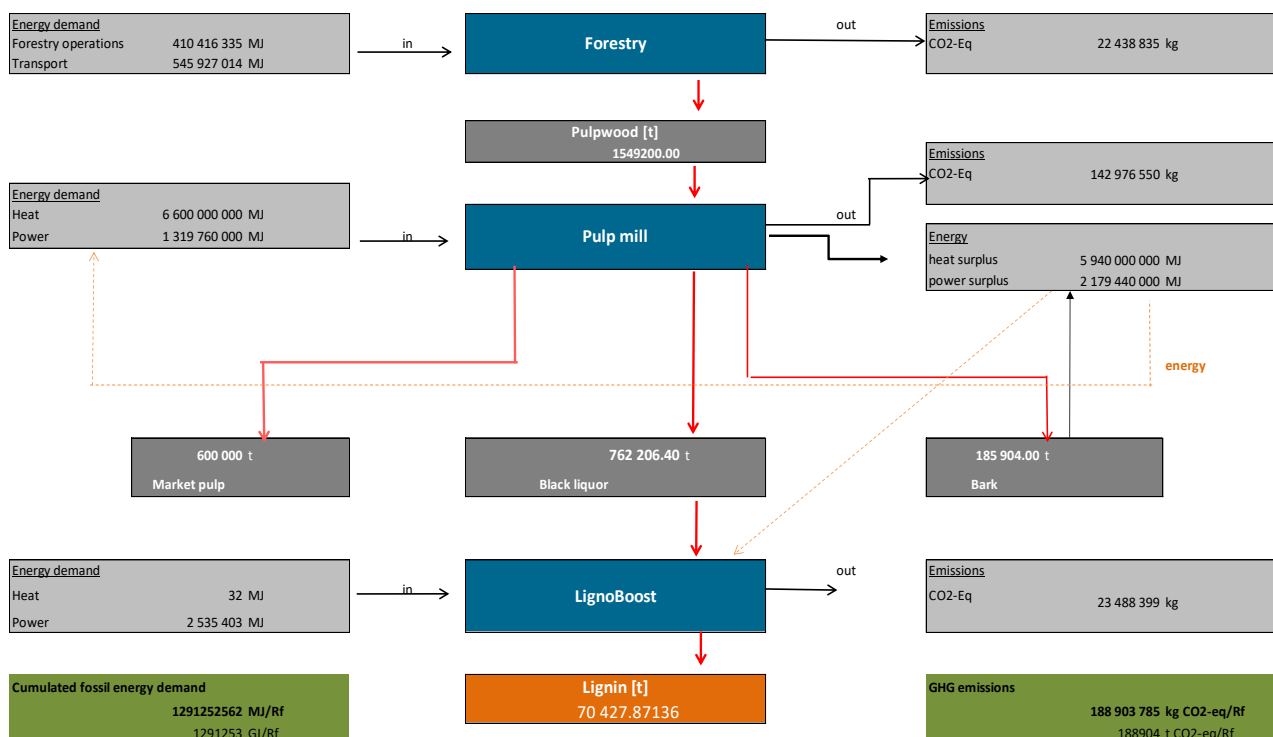 Energy demand
Forestry operations 410 416 335 MJ
Transport 545 927 014 MJ
in
Forestry
out
Emissions
CO2-Eq 22 438 835 kg
Pulpwood [t]
1549200.00
Emissions
CO2-Eq 142 976 550 kg
Energy demand
Heat 6 600 000 000 MJ
Power 1 319 760 000 MJ
in
Pulp mill
out
Energy
heat surplus 5 940 000 000 MJ
power surplus 2 179 440 000 MJ
energy
600 000 t
Market pulp
762 206.40 t
Black liquor
185 904.00 t
Bark
Energy demand
Heat 32 MJ
Power 2 535 403 MJ
in
LignoBoost
out
Emissions
CO2-Eq 23 488 399 kg
Cumulated fossil energy demand
1291252562 MJ/Rf
1291253 GJ/Rf
Lignin [t]
70 427.87136
GHG emissions
188 903 785 kg CO2-eq/Rf
188904 t CO2-eq/Rf